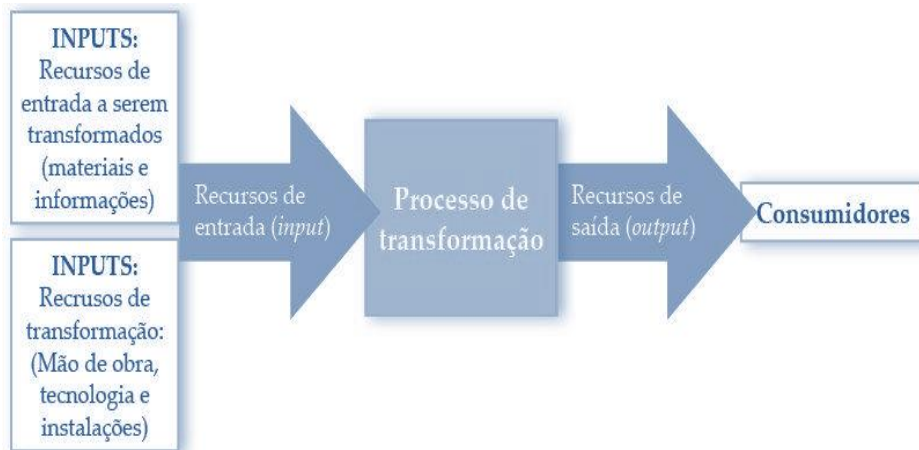 INPUTS:
Recursos de
entrada a serem
transformados
(materiais e
informações)
INPUTS:
Recrusos de
transformação:
(Mão de obra,
tecnologia e
instalações)
Recursos de
entrada (input)
Processo de
transformação
Recursos de
saída (output)
Consumidores